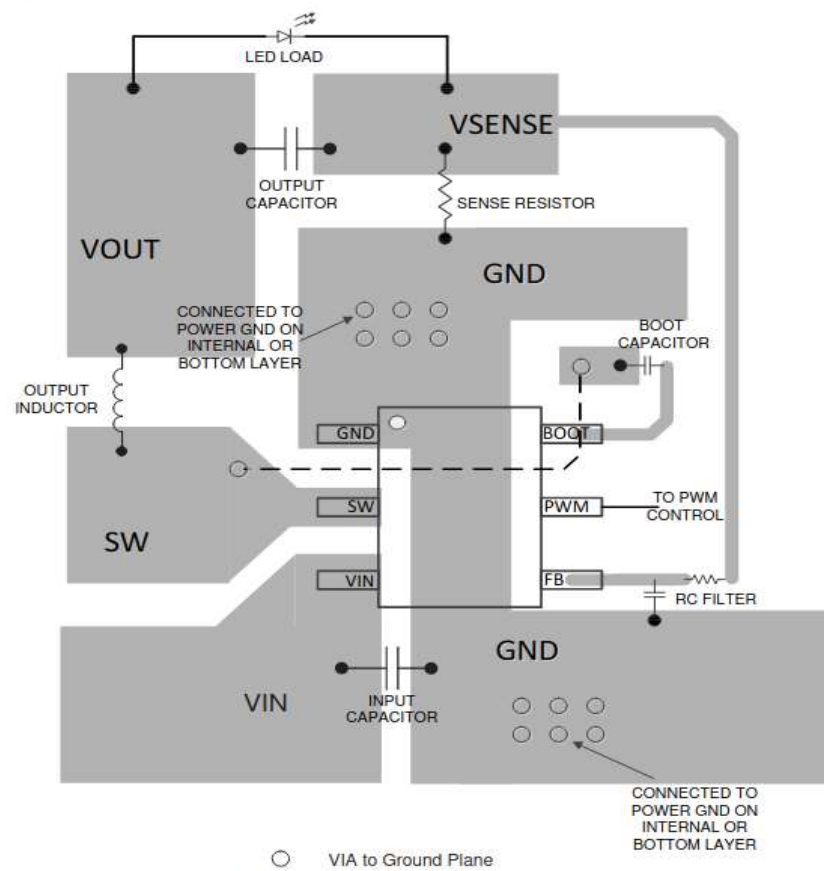 LED LOAD
VSENSE
OUTPUT
CAPACITOR
SENSE RESISTOR
VOUT
GND
CONNECTED TO
POWER GND ON
INTERNAL OR
BOTTOM LAYER
BOOT
CAPACITOR
OUTPUT
INDUCTOR
GND
BOOT
SW
SW
PWM
TO PWM
CONTROL
VIN
FB
RC FILTER
GND
VIN
INPUT
CAPACITOR
CONNECTED TO
POWER GND ON
INTERNAL OR
BOTTOM LAYER
VIA to Ground Plane